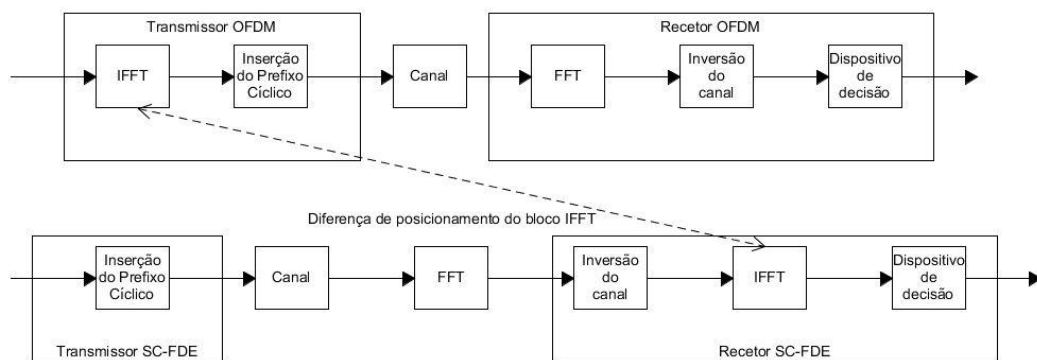 Transmissor OFDM
Recetor OFDM
IFFT
Inserção
do Prefixo
Cíclico
Canal
FFT
Inversão
do
canal
Dispositivo
de
decisão
Diferença de posicionamento do bloco IFFT
Inserção
do Prefixo
Cíclico
Canal
FFT
Inversão
do
canal
IFFT
Dispositivo
de
decisão
Transmissor SC-FDE
Recetor SC-FDE